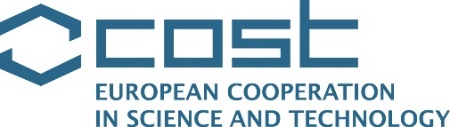 cost
EUROPEAN COOPERATION
IN SCIENCE AND TECHNOLOGY